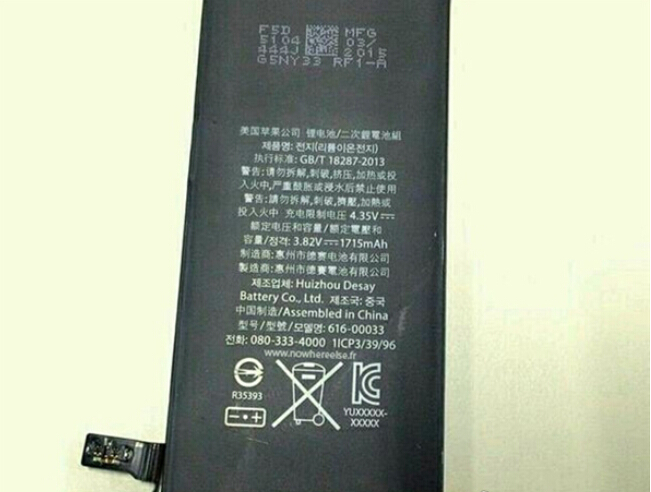 F5D MFG
5104 03/
444J 2015
G5NY33 RF1-A
美国苹果公司 锂电池/二次鋰電池組
제품명: 전지(리튬이온전지)
执行标准: GB/T 18287-2013
警告:请勿拆解,刺破,挤压,加热或投
入火中,严重鼓胀或浸水后禁止使用
警告:請勿拆解,刺破,擠壓,加熱或
投入火中 充电限制电压 4.35V
额定电压和容量/額定電壓和
容量/정격: 3.82V 1715mAh
制造商:惠州市德赛电池有限公司
製造商:惠州市德賽電池有限公司
제조업체: Huizhou Desay
Battery Co., Ltd. 제조국: 중국
中国制造/Assembled in China
型号/型號/모델명: 616-00033
전화: 080-333-4000 1ICP3/39/96
www.nowhereelse.fr
R35393
YUXXXXX-
XXXXX